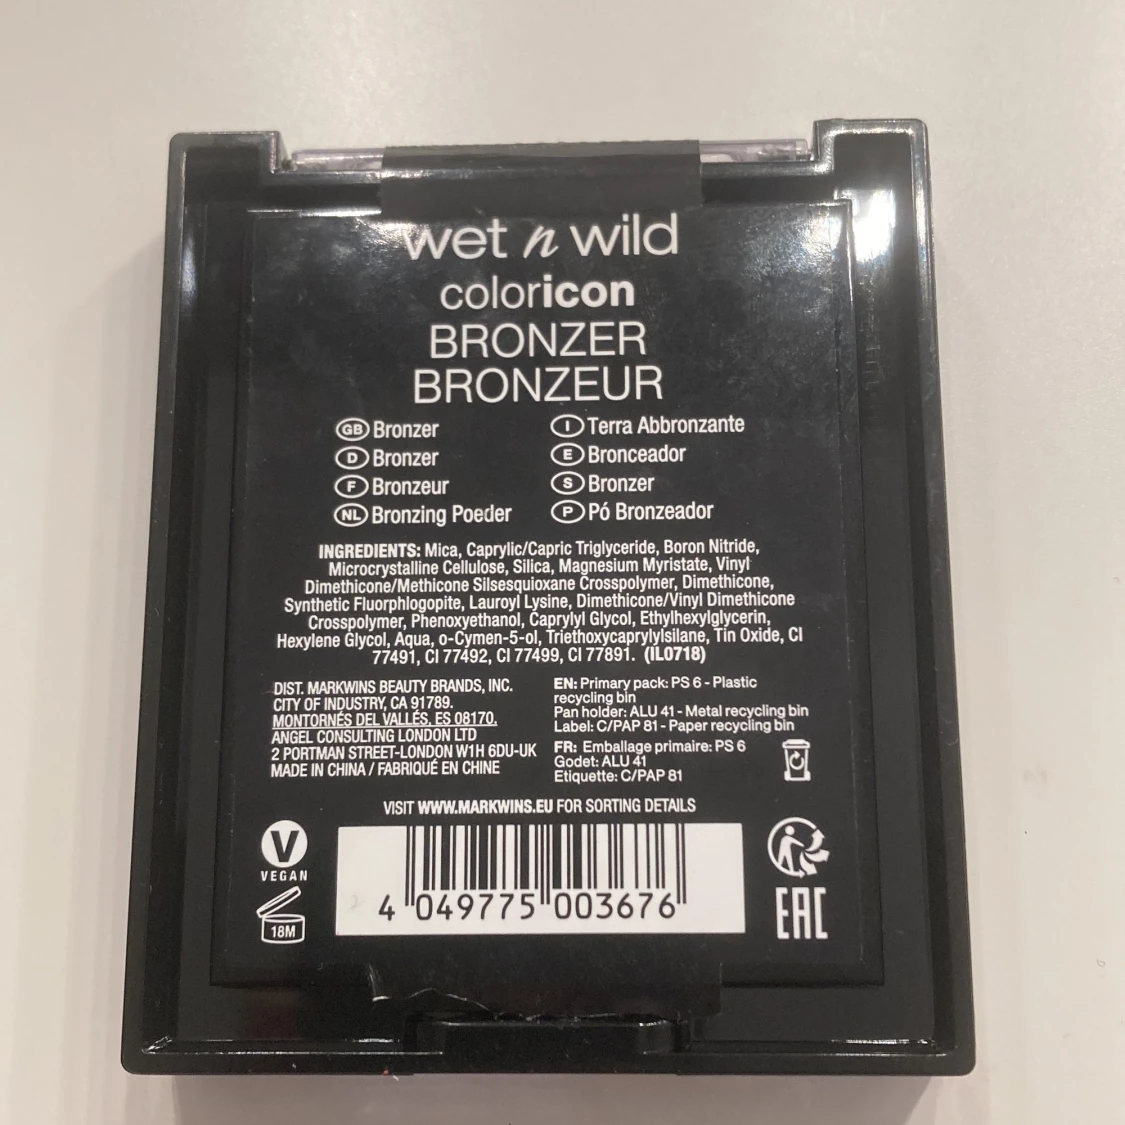 wet n wild
coloricon
BRONZER
BRONZEUR
GB Bronzer
D Bronzer
F Bronzeur
NL Bronzing Poeder
I Terra Abbronzante
E Bronceador
S Bronzer
P Pó Bronzeador
INGREDIENTS: Mica, Caprylic/Capric Triglyceride, Boron Nitride,
Microcrystalline Cellulose, Silica, Magnesium Myristate, Vinyl
Dimethicone/Methicone Silsesquioxane Crosspolymer, Dimethicone,
Synthetic Fluorphlogopite, Lauroyl Lysine, Dimethicone/Vinyl Dimethicone
Crosspolymer, Phenoxyethanol, Caprylyl Glycol, Ethylhexylglycerin,
Hexylene Glycol, Aqua, o-Cymen-5-ol, Triethoxycaprylylsilane, Tin Oxide, CI
77491, CI 77492, CI 77499, CI 77891. (IL0718)
DIST. MARKWINS BEAUTY BRANDS, INC.
CITY OF INDUSTRY, CA 91789.
MONTORNÉS DEL VALLÉS, ES 08170.
ANGEL CONSULTING LONDON LTD
2 PORTMAN STREET-LONDON W1H 6DU-UK
MADE IN CHINA / FABRIQUÉ EN CHINE
EN: Primary pack: PS 6 - Plastic
recycling bin
Pan holder: ALU 41 - Metal recycling bin
Label: C/PAP 81 - Paper recycling bin
FR: Emballage primaire: PS 6
Godet: ALU 41
Etiquette: C/PAP 81
VISIT WWW.MARKWINS.EU FOR SORTING DETAILS
V
VEGAN
18M
4 049775 003676
EAC